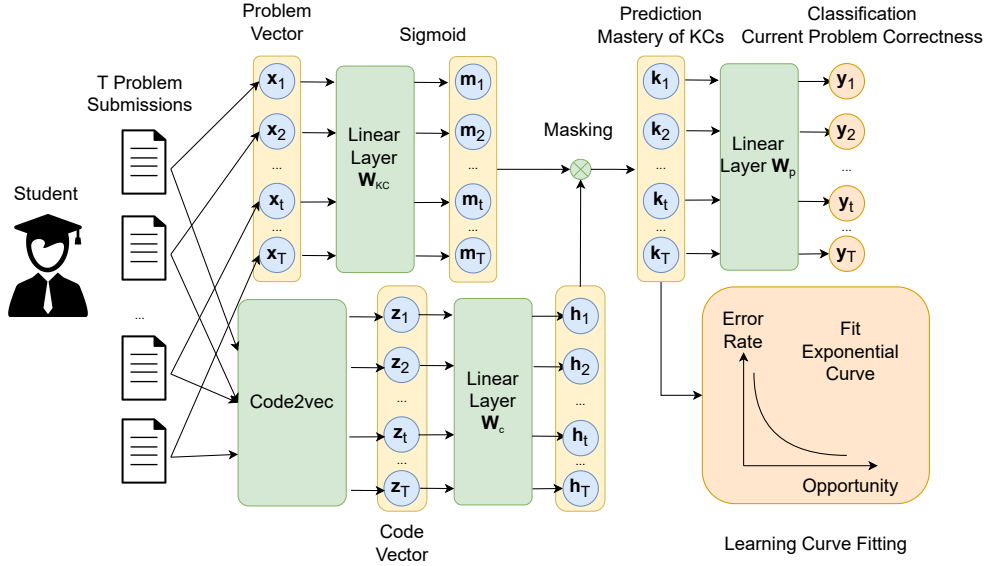 Problem
Vector
Sigmoid
Prediction
Mastery of KCs
Classification
Current Problem Correctness
T Problem
Submissions
Student
...
x1
x2
...
xt
...
xT
Linear
Layer
WKC
m1
m2
...
mt
...
mT
Masking
k1
k2
...
kt
...
kT
Linear
Layer Wp
y1
y2
...
yt
...
yT
Code2vec
z1
z2
...
zt
...
zT
Code
Vector
Linear
Layer
Wc
h1
h2
...
ht
...
hT
Error
Rate
Fit
Exponential
Curve
Opportunity
Learning Curve Fitting